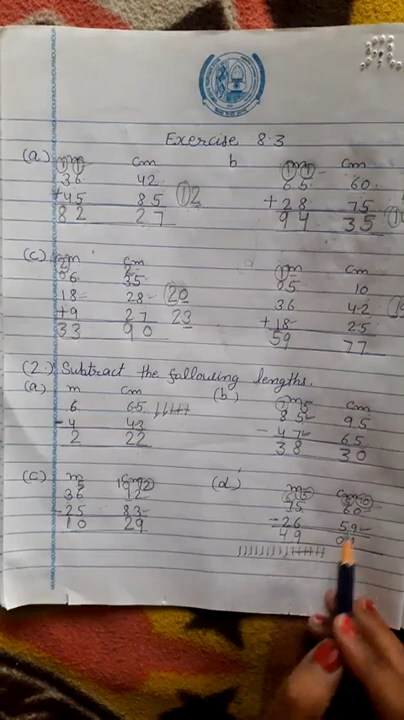 Exercise 8.3
(a) m cm b m cm
36 42 65 60
+45 85 12 + 28 75
82 27 94 35
(c) m cm m cm
06 35 05 10
18 28 20 36 42
+9 27 23 +18 25
33 90 59 77
(2.) Subtract the following lengths.
(a) m cm (b) m cm
6 65 85 95
-4 43 - 47 65
2 22 38 30
(c) m cm (d) m cm
36 12 75 60
-25 83 -26 59
10 29 49